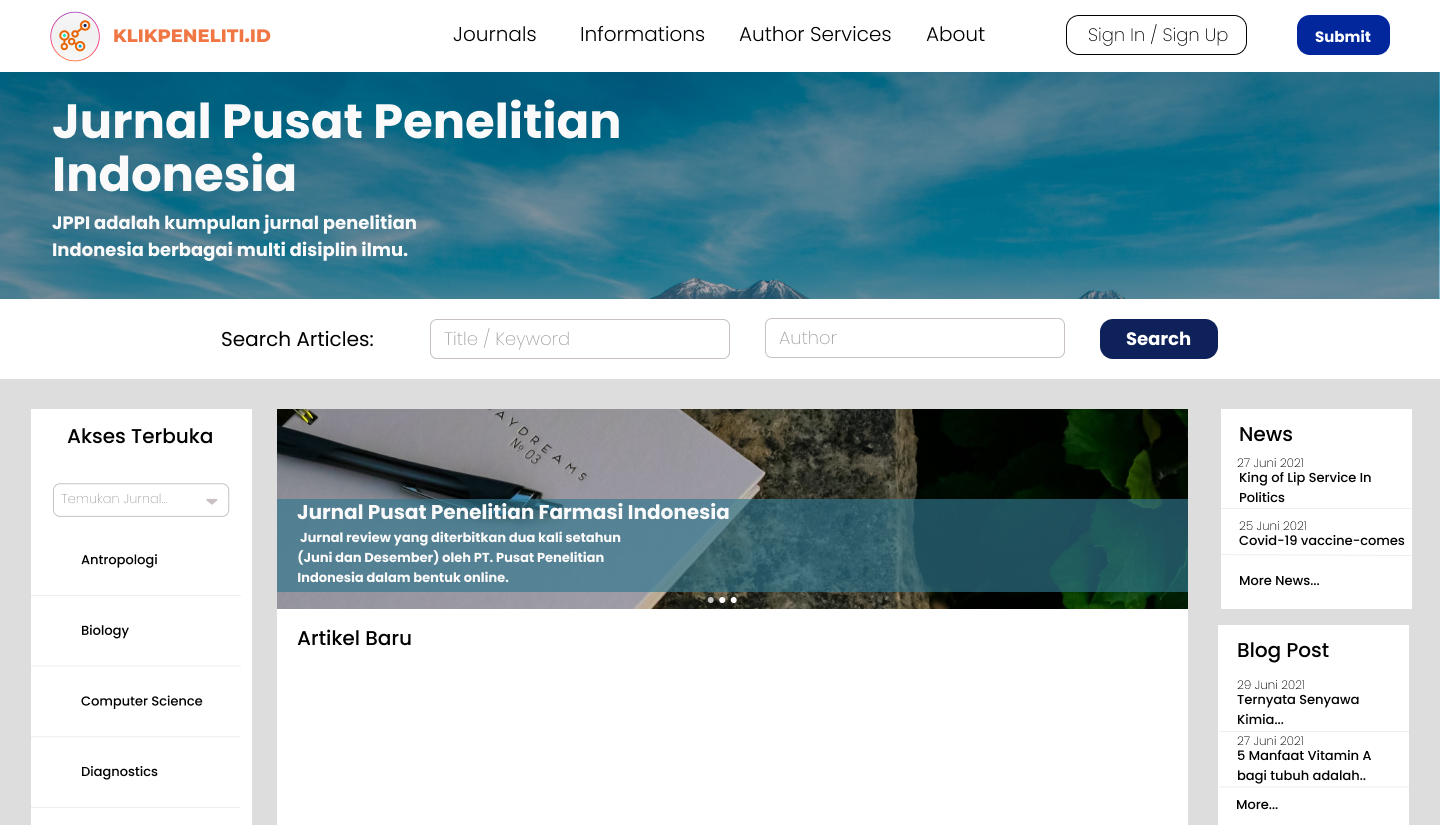 KLIKPENELITI.ID
Journals
Informations
Author Services
About
Sign In / Sign Up
Submit
Jurnal Pusat Penelitian
Indonesia
JPPI adalah kumpulan jurnal penelitian
Indonesia berbagai multi disiplin ilmu.
Search Articles:
Title / Keyword
Author
Search
Akses Terbuka
Temukan Jurnal...
Antropologi
Biology
Computer Science
Diagnostics
DAYDREAMS
No 03
Jurnal Pusat Penelitian Farmasi Indonesia
Jurnal review yang diterbitkan dua kali setahun
(Juni dan Desember) oleh PT. Pusat Penelitian
Indonesia dalam bentuk online.
Artikel Baru
News
27 Juni 2021
King of Lip Service In
Politics
25 Juni 2021
Covid-19 vaccine-comes
More News...
Blog Post
29 Juni 2021
Ternyata Senyawa
Kimia...
27 Juni 2021
5 Manfaat Vitamin A
bagi tubuh adalah..
More...